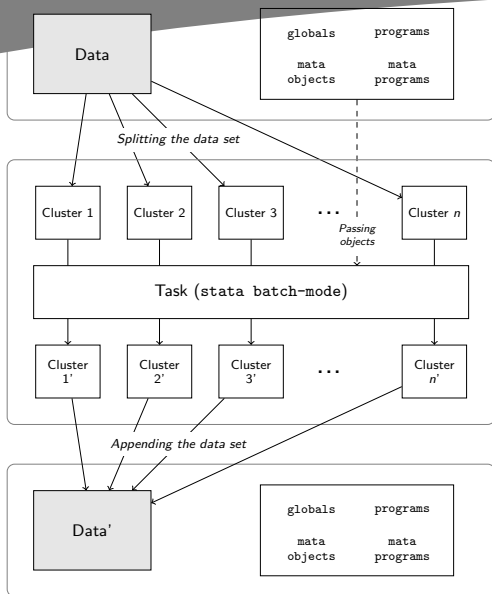 Data
globals programs
mata mata
objects programs
Splitting the data set
Cluster 1 Cluster 2 Cluster 3 ... Cluster n
Passing
objects
Task (stata batch-mode)
Cluster Cluster Cluster ... Cluster
1' 2' 3' n'
Appending the data set
Data'
globals programs
mata mata
objects programs